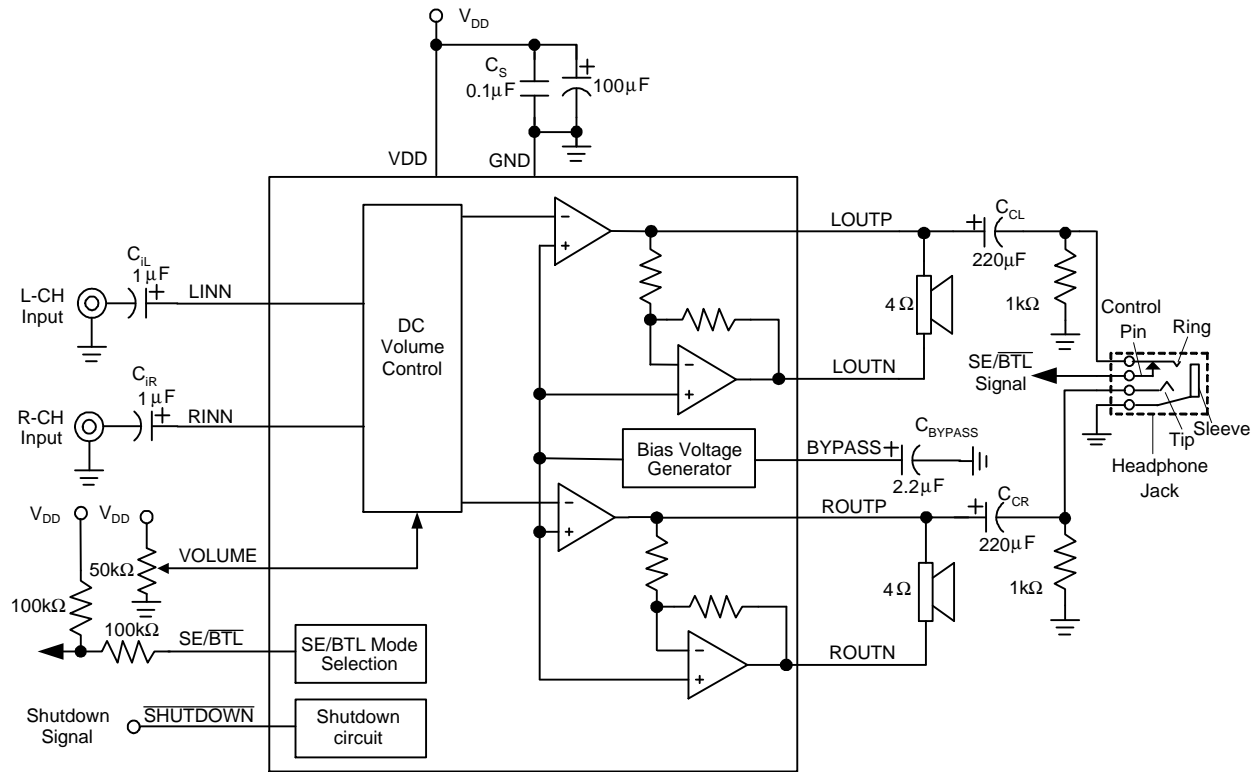 V_DD
C_S
0.1μF
100μF
VDD
GND
LOUTP
C_CL
220μF
C_iL
1μF
L-CH
Input
LINN
DC
Volume
Control
4Ω
1kΩ
Control
Pin
Ring
SE/B̅T̅L̅
Signal
LOUTN
C_iR
1μF
R-CH
Input
RINN
Tip
Sleeve
Headphone
Jack
Bias Voltage
Generator
BYPASS
C_BYPASS
2.2μF
V_DD
V_DD
ROUTP
C_CR
220μF
VOLUME
50kΩ
4Ω
1kΩ
100kΩ
100kΩ
SE/B̅T̅L̅
SE/BTL Mode
Selection
ROUTN
Shutdown
Signal
S̅H̅U̅T̅D̅O̅W̅N̅
Shutdown
circuit